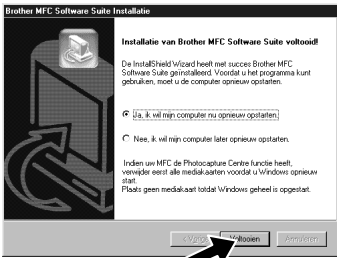 Brother MFC Software Suite Installatie
Installatie van Brother MFC Software Suite voltooid!
De InstallShield Wizard heeft met succes Brother MFC
Software Suite geïnstalleerd. Voordat u het programma kunt
gebruiken, moet u de computer opnieuw opstarten.
Ja, ik wil mijn computer nu opnieuw opstarten.
Nee, ik wil mijn computer later opnieuw opstarten.
Indien uw MFC de Photocapture Centre functie heeft,
verwijder eerst alle mediakaarten voordat u Windows opnieuw
start.
Plaats geen mediakaart totdat Windows geheel is opgestart.
Voltooien
Annuleren